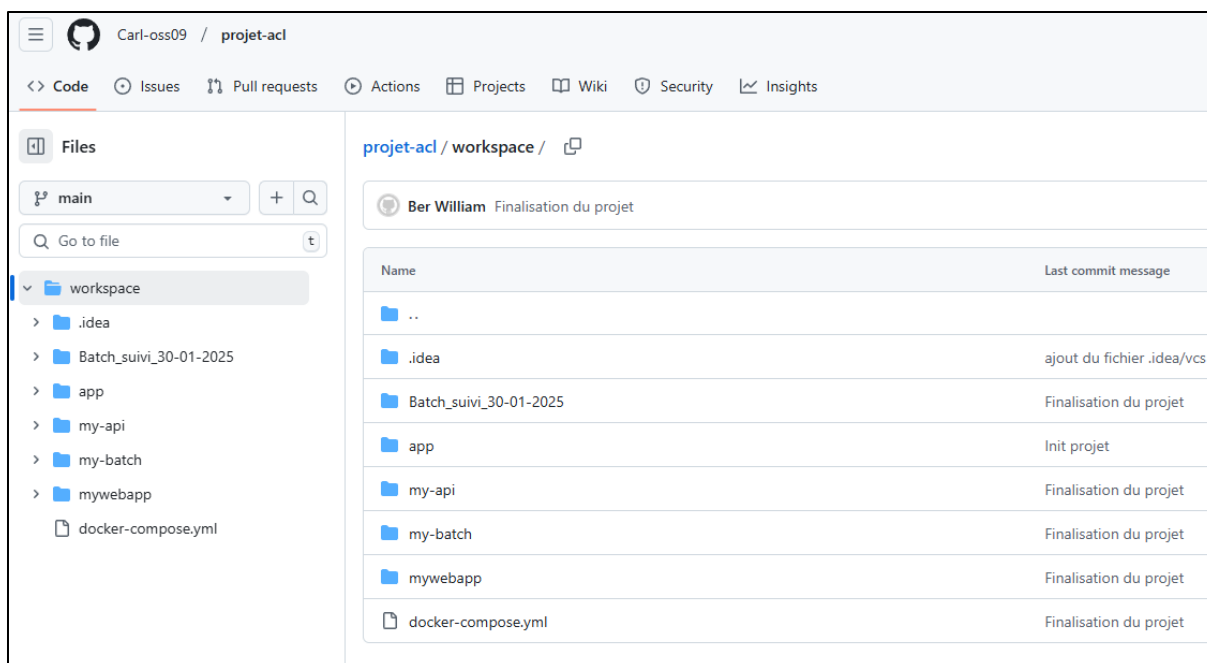 Carl-oss09 / projet-acl
Code Issues Pull requests Actions Projects Wiki Security Insights
Files
main
Go to file t
workspace
.idea
Batch_suivi_30-01-2025
app
my-api
my-batch
mywebapp
docker-compose.yml
projet-acl / workspace /
Ber William Finalisation du projet
Name Last commit message
..
.idea ajout du fichier .idea/vcs
Batch_suivi_30-01-2025 Finalisation du projet
app Init projet
my-api Finalisation du projet
my-batch Finalisation du projet
mywebapp Finalisation du projet
docker-compose.yml Finalisation du projet